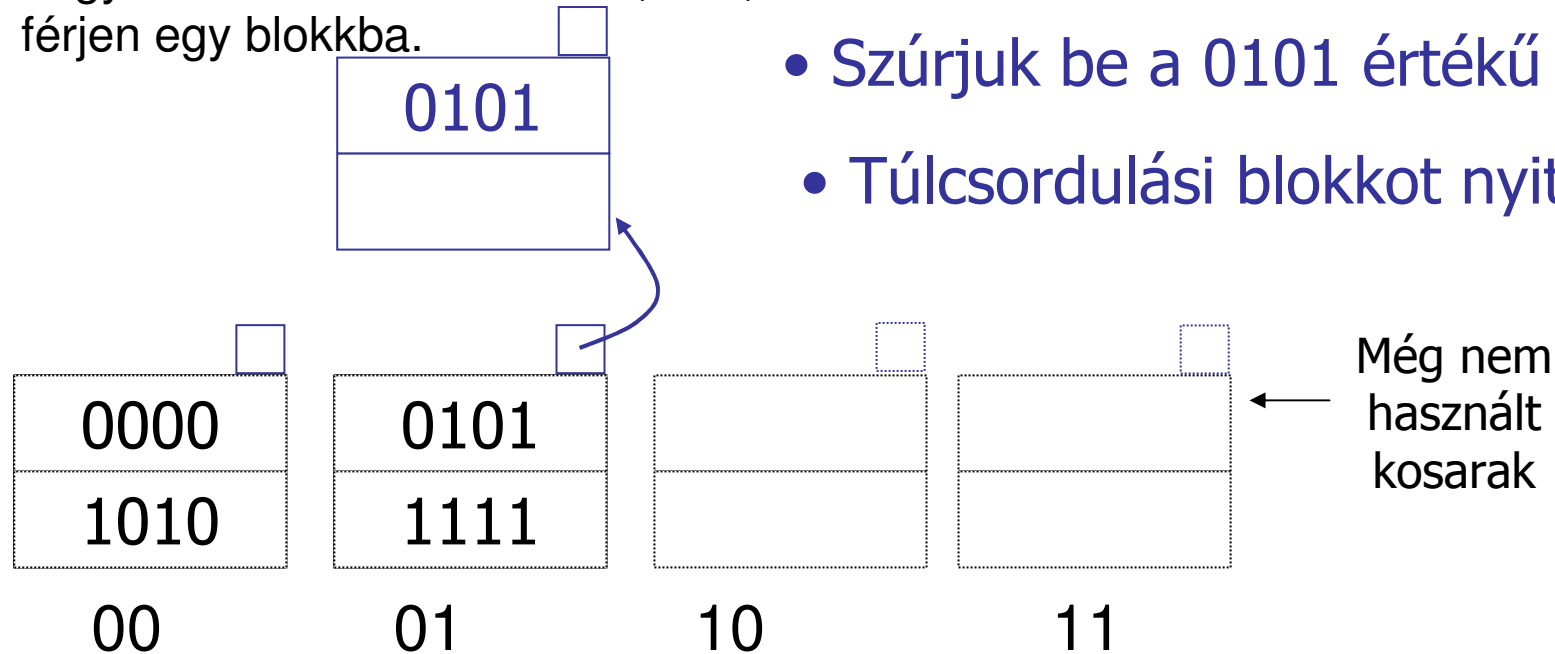 férjen egy blokkba.
• Szúrjuk be a 0101 értékű
• Túlcsordulási blokkot
0101
0000
1010
0101
1111
Még nem
használt
kosarak
00 01 10 11